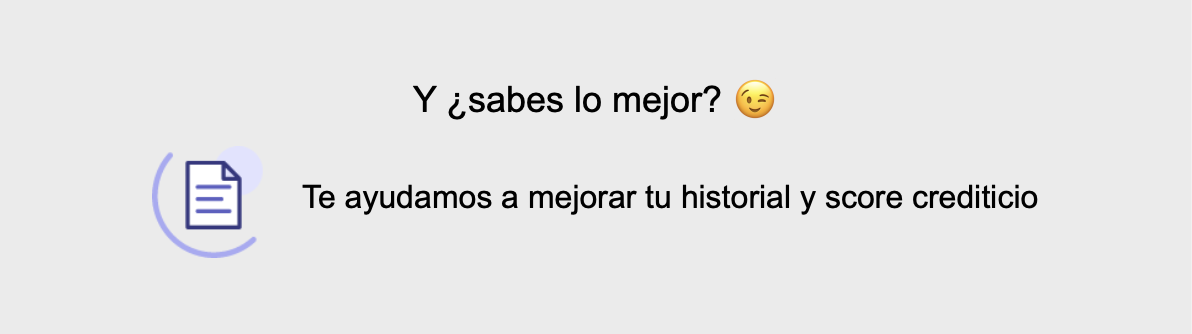 Y ¿sabes lo mejor? 😉
Te ayudamos a mejorar tu historial y score crediticio